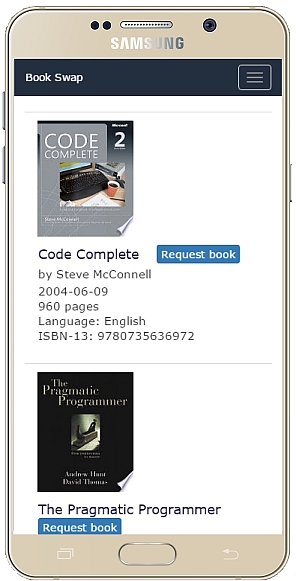 SAMSUNG
Book Swap
Microsoft
CODE
COMPLETE
2
Steve McConnell
Code Complete
Request book
by Steve McConnell
2004-06-09
960 pages
Language: English
ISBN-13: 9780735636972
The
Pragmatic
Programmer
Andrew Hunt
David Thomas
The Pragmatic Programmer
Request book